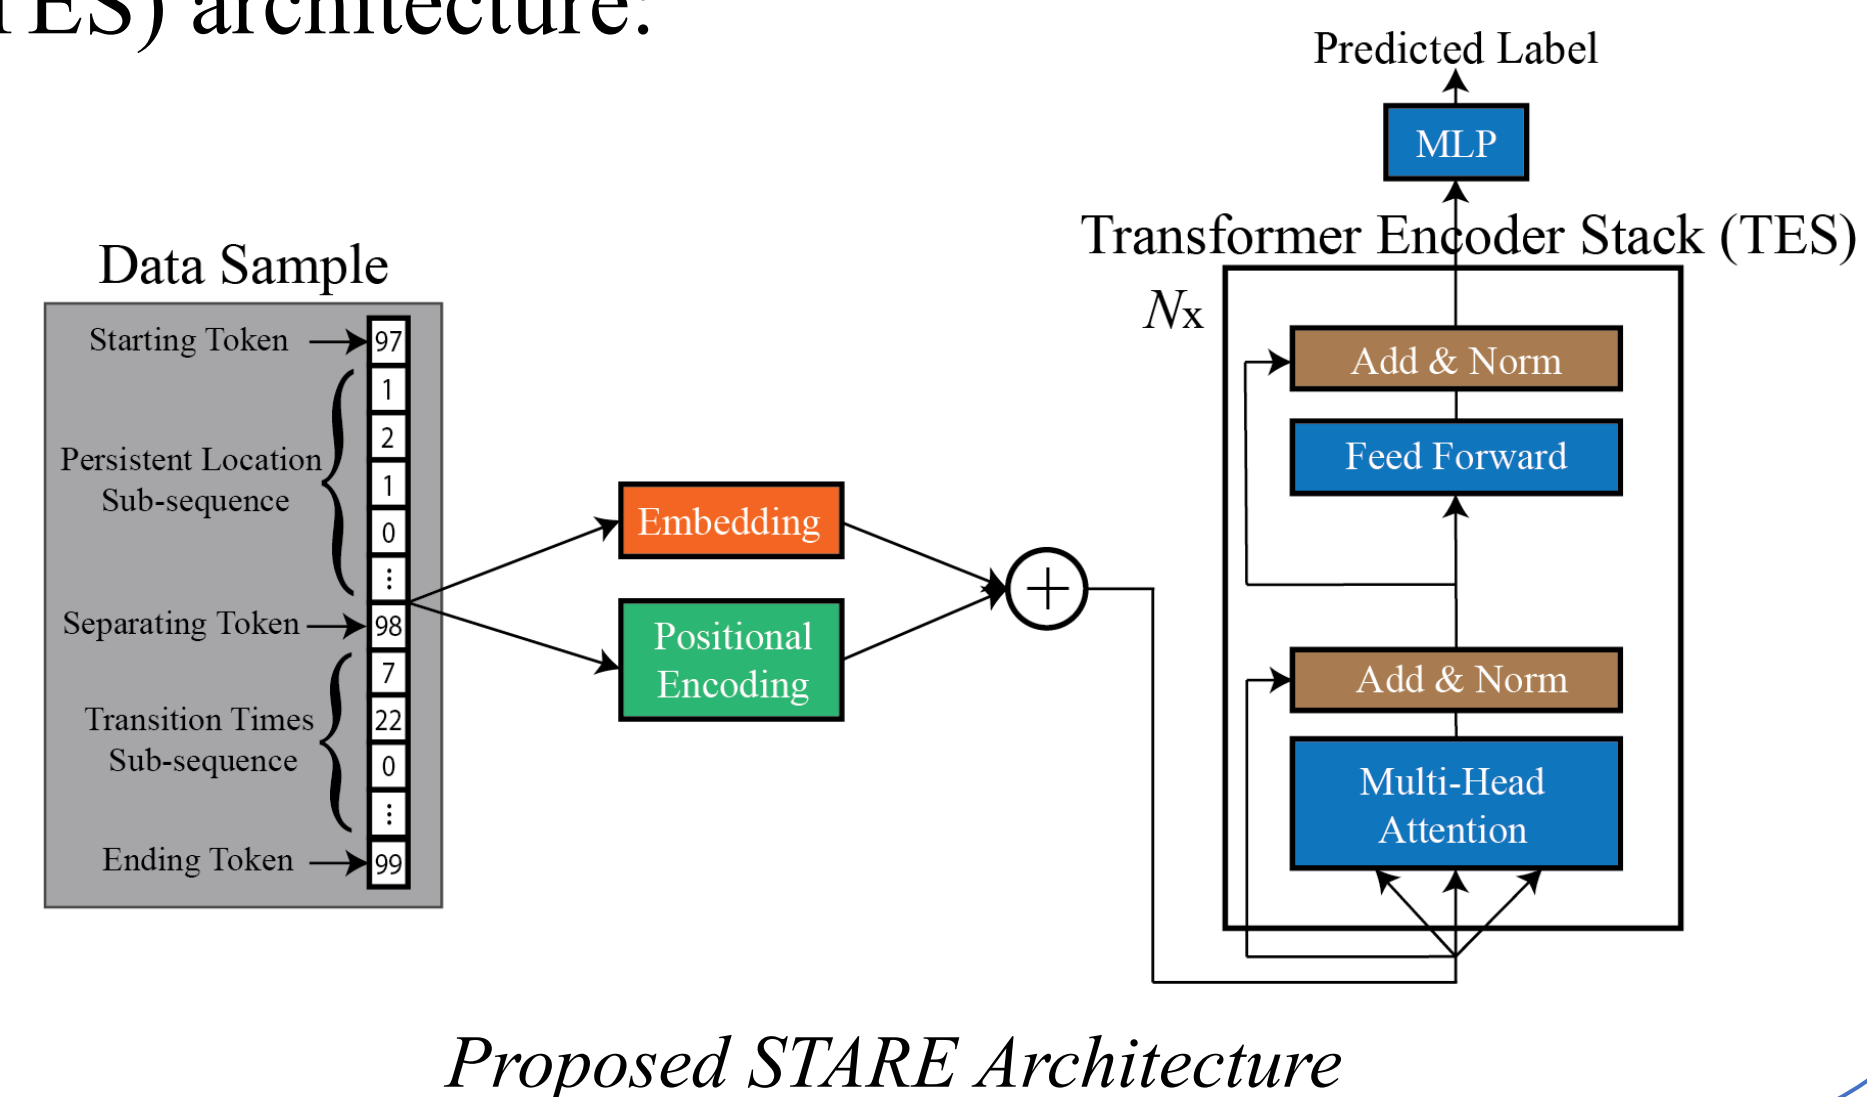 TES) architecture:
Predicted Label
MLP
Transformer Encoder Stack (TES)
Nx
Add & Norm
Feed Forward
Add & Norm
Multi-Head
Attention
Data Sample
Starting Token
97
1
2
1
0
⋮
Persistent Location
Sub-sequence
Separating Token
98
7
22
0
⋮
Transition Times
Sub-sequence
Ending Token
99
Embedding
Positional
Encoding
+
Proposed STARE Architecture